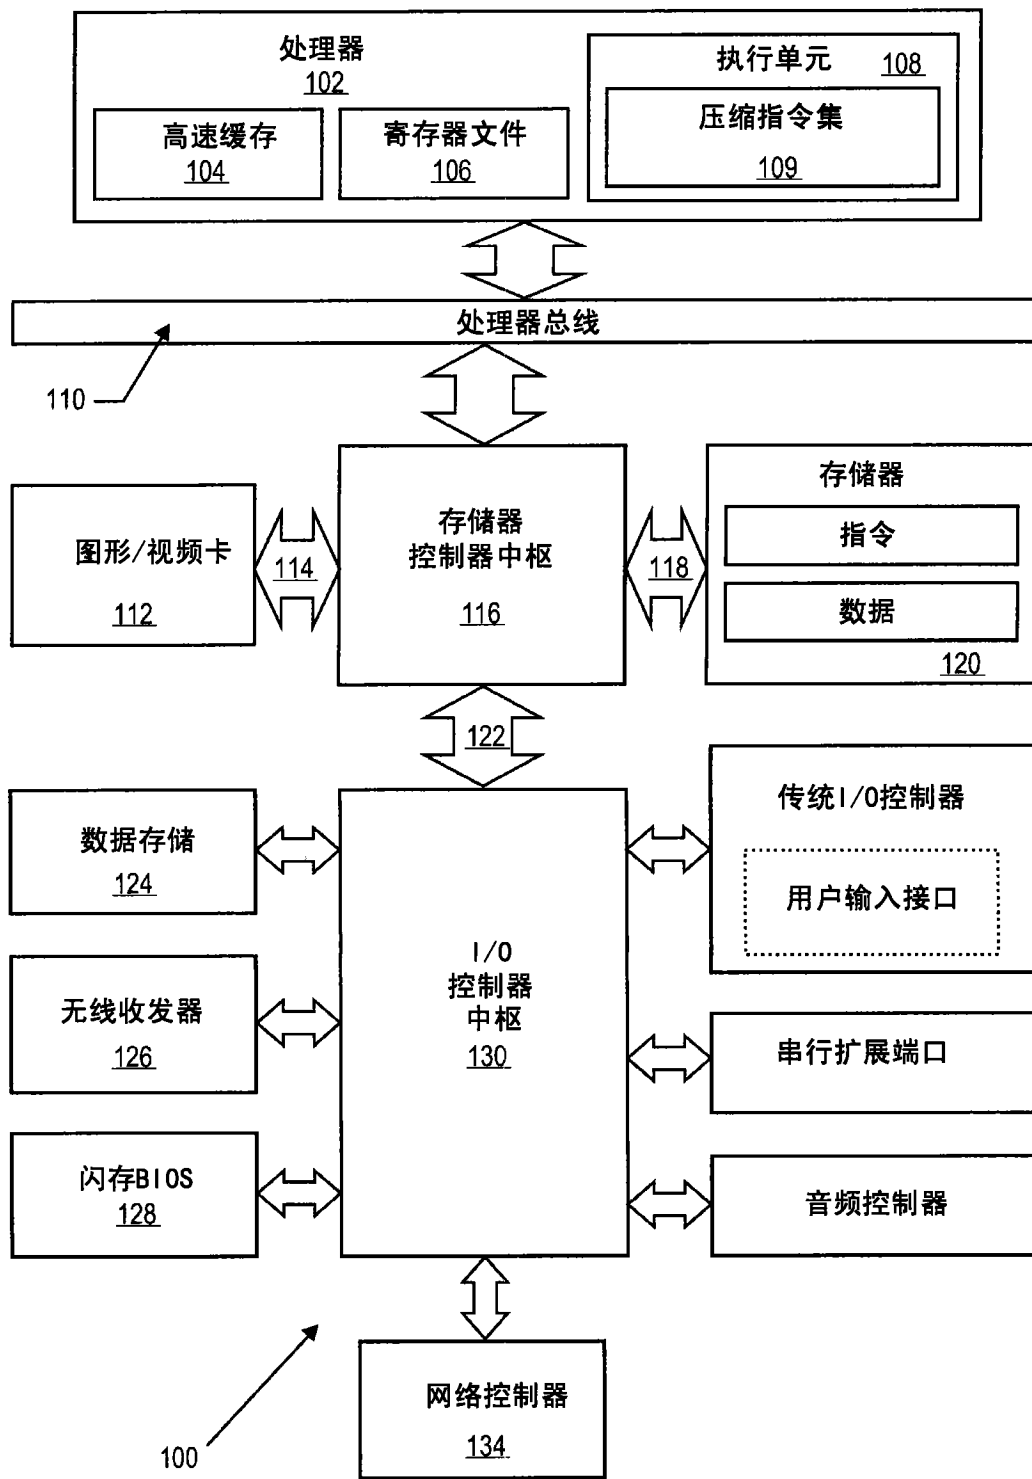 处理器
102
执行单元
108
高速缓存
104
寄存器文件
106
压缩指令集
109
处理器总线
110
图形/视频卡
112
114
存储器
控制器中枢
116
118
存储器
指令
数据
120
122
数据存储
124
无线收发器
126
闪存BIOS
128
I/O
控制器
中枢
130
传统I/O控制器
用户输入接口
串行扩展端口
音频控制器
网络控制器
134
100